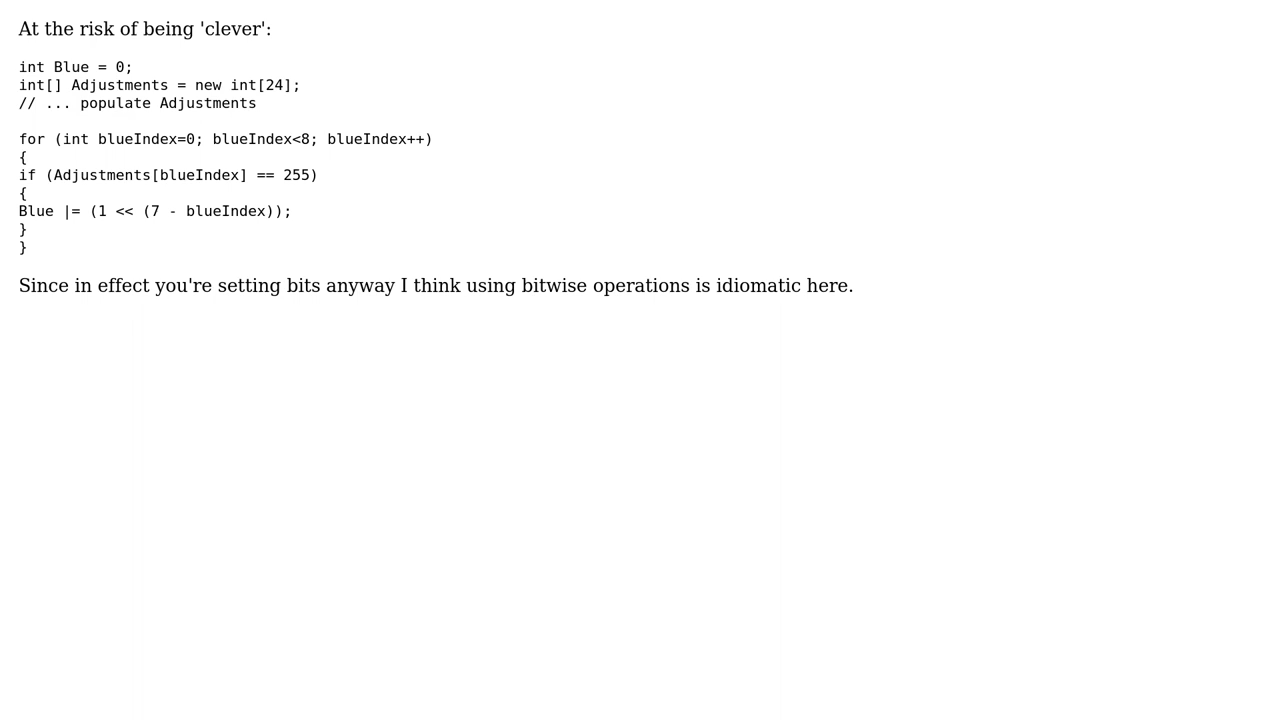 At the risk of being 'clever':
int Blue = 0;
int[] Adjustments = new int[24];
// ... populate Adjustments
for (int blueIndex=0; blueIndex<8; blueIndex++)
{
if (Adjustments[blueIndex] == 255)
{
Blue |= (1 << (7 - blueIndex));
}
}
Since in effect you're setting bits anyway I think using bitwise operations is idiomatic here.